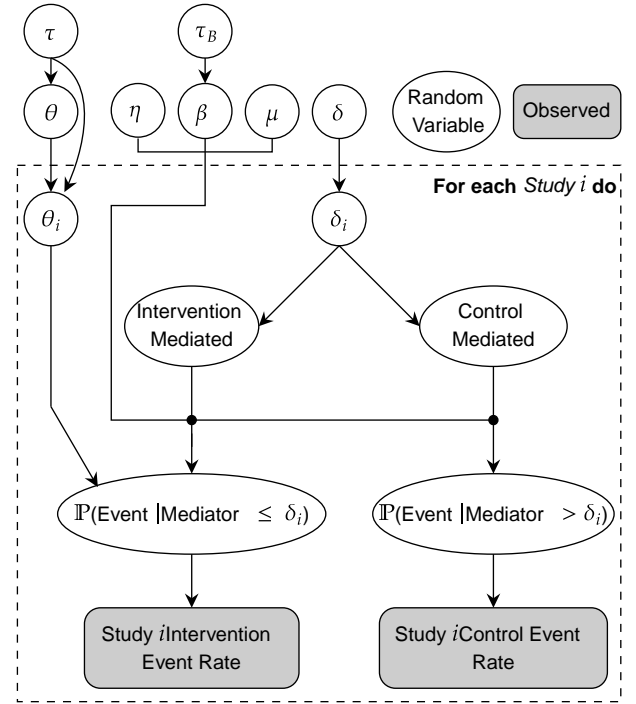 τ
τ_B
θ
η
β
μ
δ
Random
Variable
Observed
For each Study i do
θ_i
δ_i
Intervention
Mediated
Control
Mediated
ℙ(Event |Mediator ≤ δ_i)
ℙ(Event |Mediator > δ_i)
Study iIntervention
Event Rate
Study iControl Event
Rate